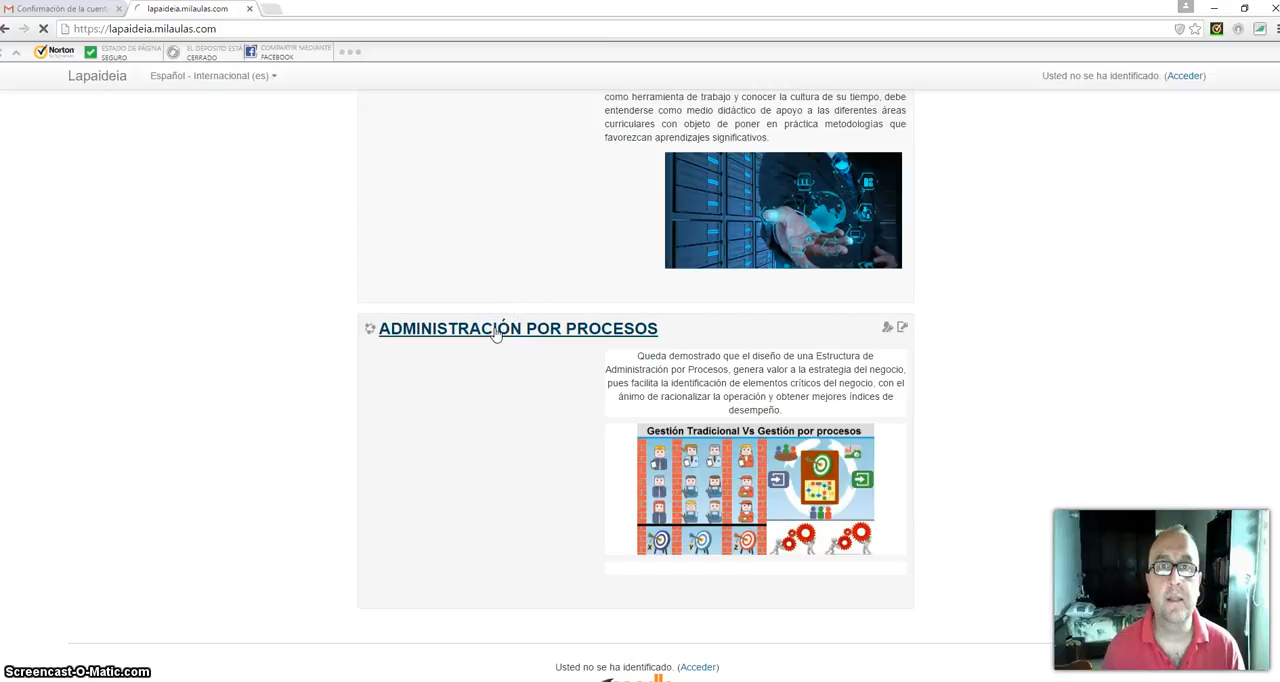 Confirmación de la cuent
lapaideia.milaulas.com
https://lapaideia.milaulas.com
Norton
ESTADO DE PÁGINA
SEGURO
EL DEPÓSITO ESTÁ
CERRADO
COMPARTIR MEDIANTE
FACEBOOK
Lapaideia
Español - Internacional (es)
Usted no se ha identificado. (Acceder)
como herramienta de trabajo y conocer la cultura de su tiempo, debe
entenderse como medio didáctico de apoyo a las diferentes áreas
curriculares con objeto de poner en práctica metodologías que
favorezcan aprendizajes significativos.
ADMINISTRACIÓN POR PROCESOS
Queda demostrado que el diseño de una Estructura de
Administración por Procesos, genera valor a la estrategia del negocio,
pues facilita la identificación de elementos críticos del negocio, con el
ánimo de racionalizar la operación y obtener mejores índices de
desempeño.
Gestión Tradicional Vs Gestión por procesos
Usted no se ha identificado. (Acceder)
Screencast-O-Matic.com